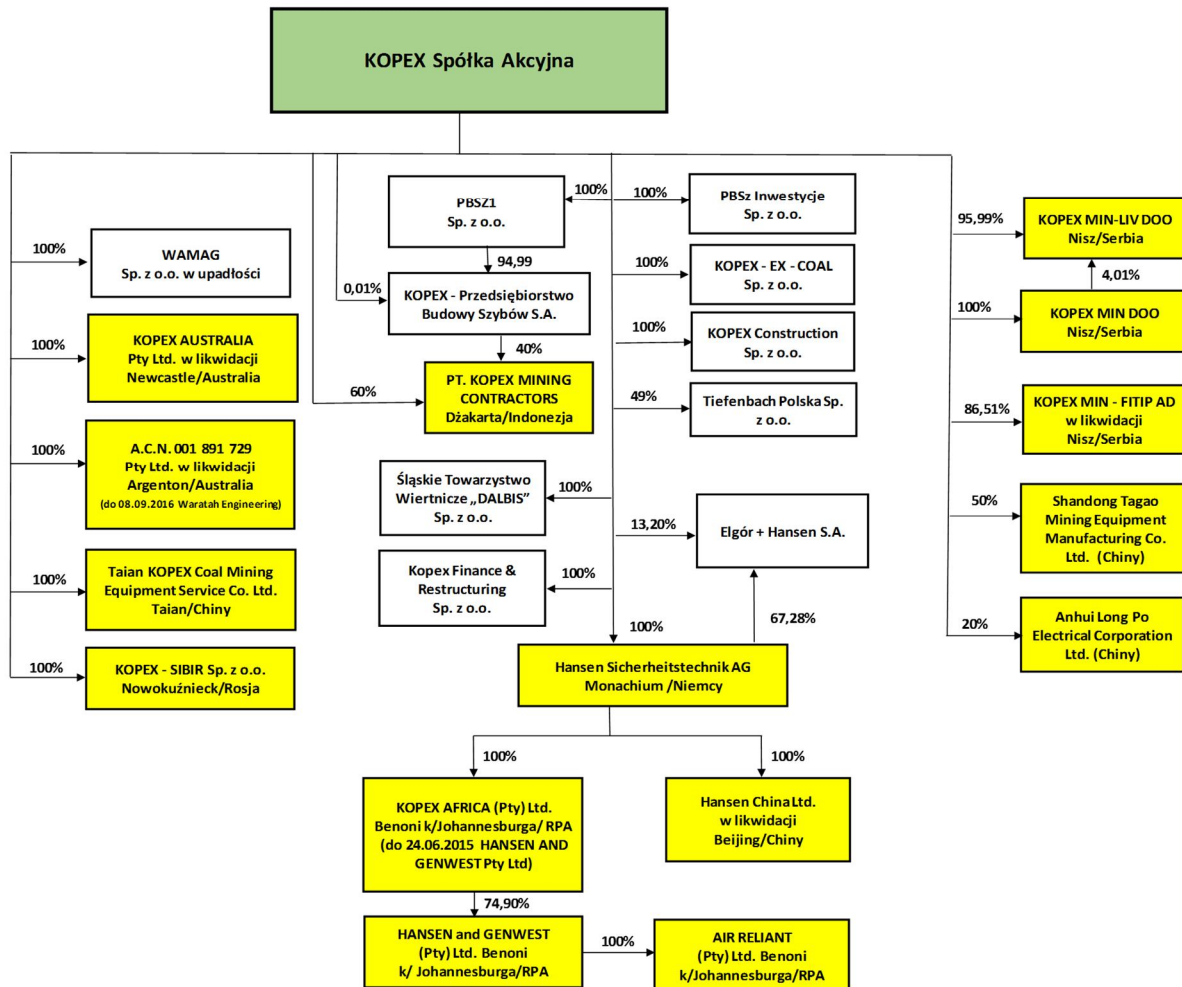 KOPEX Spółka Akcyjna
100%
WAMAG
Sp. z o.o. w upadłości
100%
KOPEX AUSTRALIA
Pty Ltd. w likwidacji
Newcastle/Australia
100%
A.C.N. 001 891 729
Pty Ltd. w likwidacji
Argenton/Australia
(do 08.09.2016 Waratah Engineering)
100%
Taian KOPEX Coal Mining
Equipment Service Co. Ltd.
Taian/Chiny
100%
KOPEX - SIBIR Sp. z o.o.
Nowokuźnieck/Rosja
PBSZ1
Sp. z o.o.
100%
94,99
0,01%
KOPEX - Przedsiębiorstwo
Budowy Szybów S.A.
40%
60%
PT. KOPEX MINING
CONTRACTORS
Dżakarta/Indonezja
Śląskie Towarzystwo
Wiertnicze „DALBIS”
Sp. z o.o.
100%
Kopex Finance &
Restructuring
Sp. z o.o.
100%
100%
PBSz Inwestycje
Sp. z o.o.
100%
KOPEX - EX - COAL
Sp. z o.o.
100%
KOPEX Construction
Sp. z o.o.
49%
Tiefenbach Polska Sp.
z o.o.
13,20%
Elgór + Hansen S.A.
67,28%
100%
Hansen Sicherheitstechnik AG
Monachium /Niemcy
95,99%
KOPEX MIN-LIV DOO
Nisz/Serbia
4,01%
100%
KOPEX MIN DOO
Nisz/Serbia
86,51%
KOPEX MIN - FITIP AD
w likwidacji
Nisz/Serbia
50%
Shandong Tagao
Mining Equipment
Manufacturing Co.
Ltd. (Chiny)
20%
Anhui Long Po
Electrical Corporation
Ltd. (Chiny)
100%
KOPEX AFRICA (Pty) Ltd.
Benoni k/Johannesburga/ RPA
(do 24.06.2015 HANSEN AND
GENWEST Pty Ltd)
100%
Hansen China Ltd.
w likwidacji
Beijing/Chiny
74,90%
HANSEN and GENWEST
(Pty) Ltd. Benoni
k/ Johannesburga/RPA
100%
AIR RELIANT
(Pty) Ltd. Benoni
k/Johannesburga/RPA